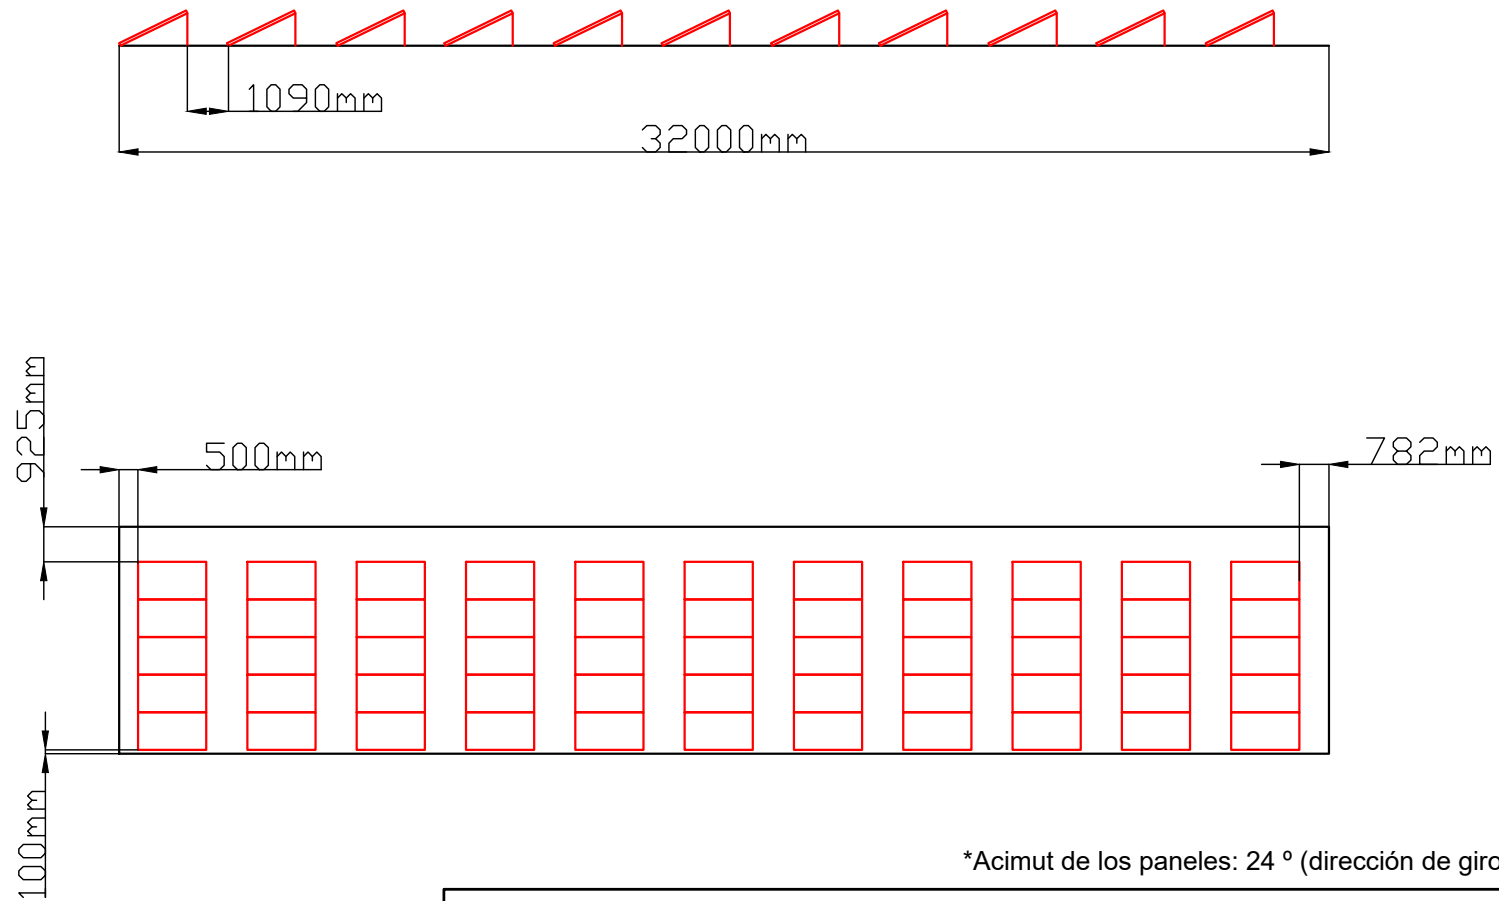 1090mm
32000mm
925mm
500mm
782mm
100mm
*Acimut de los paneles: 24 º (dirección de giro